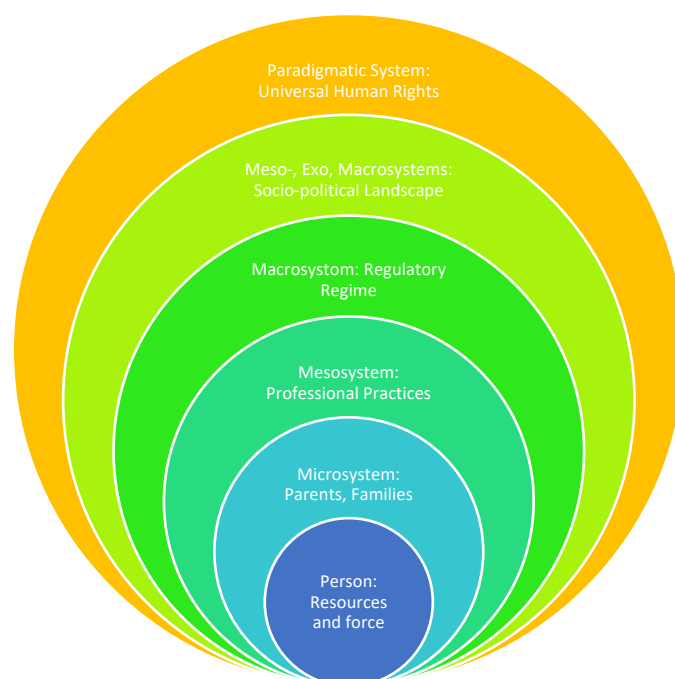 Paradigmatic System:
Universal Human Rights
Meso-, Exo, Macrosystems:
Socio-political Landscape
Macrosystom: Regulatory
Regime
Mesosystem:
Professional Practices
Microsystem:
Parents, Families
Person:
Resources
and force